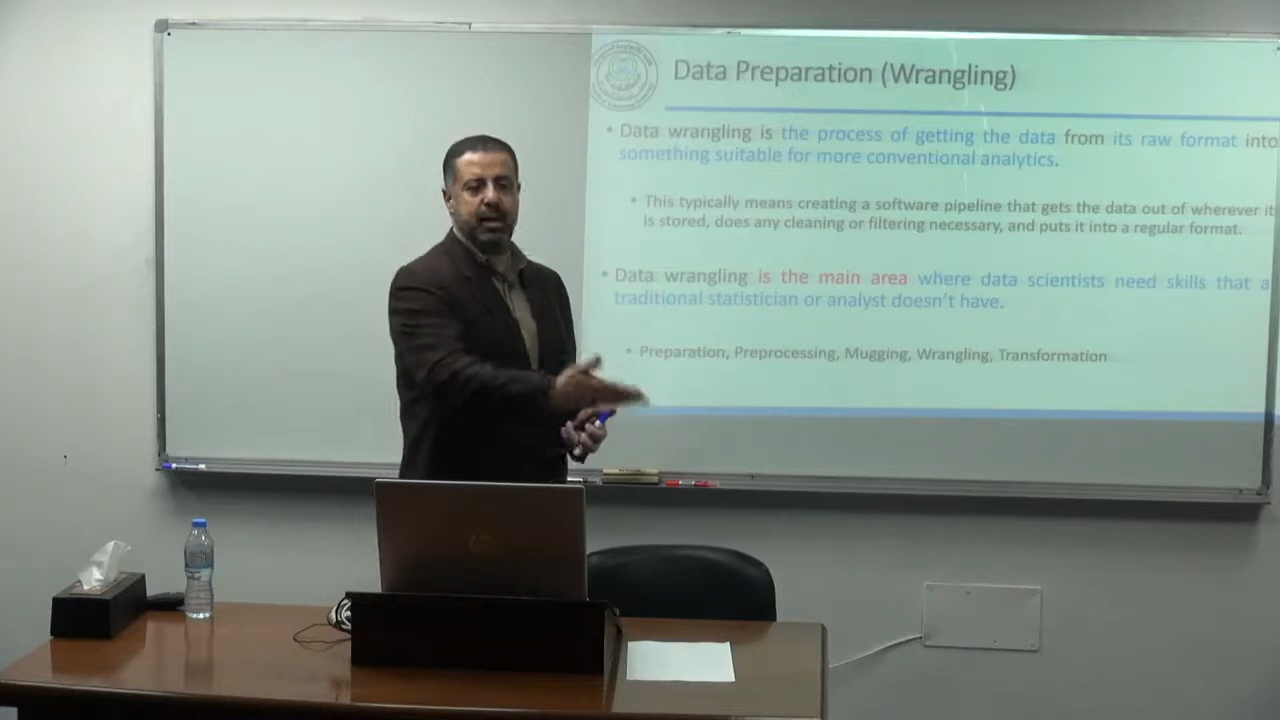 Data Preparation (Wrangling)
• Data wrangling is the process of getting the data from its raw format into
something suitable for more conventional analytics.
• This typically means creating a software pipeline that gets the data out of wherever it
is stored, does any cleaning or filtering necessary, and puts it into a regular format.
• Data wrangling is the main area where data scientists need skills that a
traditional statistician or analyst doesn't have.
• Preparation, Preprocessing, Mugging, Wrangling, Transformation